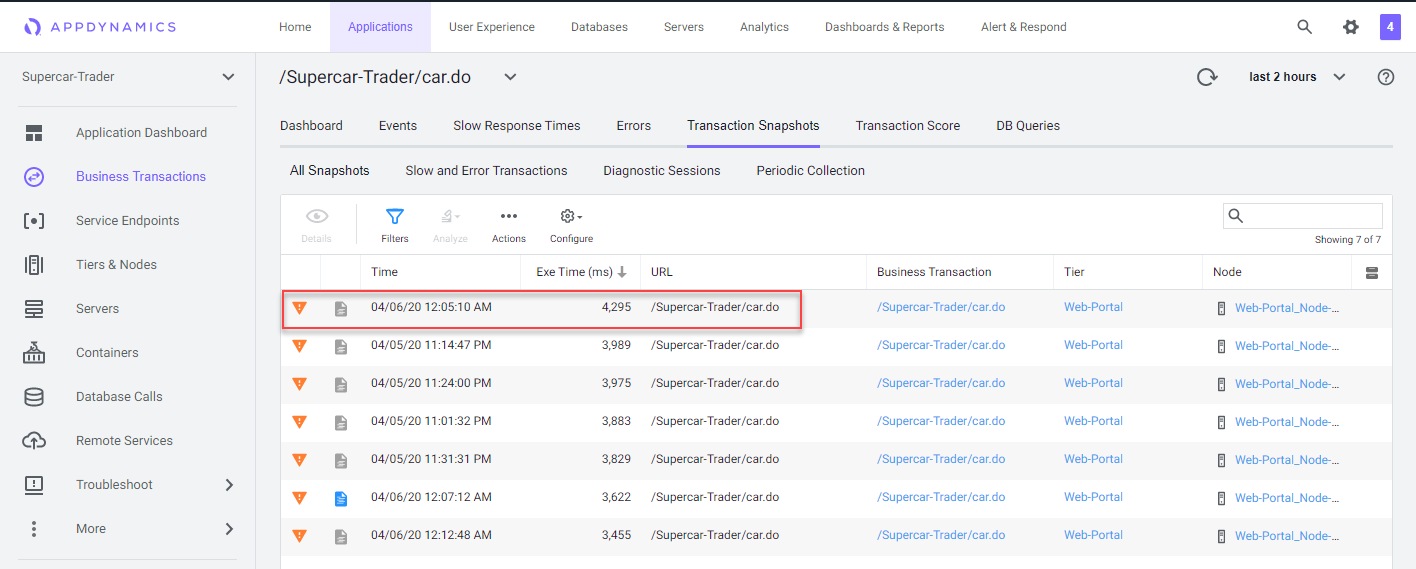 APPDYNAMICS
Home Applications User Experience Databases Servers Analytics Dashboards & Reports Alert & Respond 4
Supercar-Trader
/Supercar-Trader/car.do
last 2 hours
Application Dashboard
Business Transactions
Service Endpoints
Tiers & Nodes
Servers
Containers
Database Calls
Remote Services
Troubleshoot
More
Dashboard Events Slow Response Times Errors Transaction Snapshots Transaction Score DB Queries
All Snapshots Slow and Error Transactions Diagnostic Sessions Periodic Collection
Details Filters Analyze Actions Configure
Showing 7 of 7
Time Exe Time (ms) URL Business Transaction Tier Node
04/06/20 12:05:10 AM 4,295 /Supercar-Trader/car.do /Supercar-Trader/car.do Web-Portal Web-Portal_Node-...
04/05/20 11:14:47 PM 3,989 /Supercar-Trader/car.do /Supercar-Trader/car.do Web-Portal Web-Portal_Node-...
04/05/20 11:24:00 PM 3,975 /Supercar-Trader/car.do /Supercar-Trader/car.do Web-Portal Web-Portal_Node-...
04/05/20 11:01:32 PM 3,883 /Supercar-Trader/car.do /Supercar-Trader/car.do Web-Portal Web-Portal_Node-...
04/05/20 11:31:31 PM 3,829 /Supercar-Trader/car.do /Supercar-Trader/car.do Web-Portal Web-Portal_Node-...
04/06/20 12:07:12 AM 3,622 /Supercar-Trader/car.do /Supercar-Trader/car.do Web-Portal Web-Portal_Node-...
04/06/20 12:12:48 AM 3,455 /Supercar-Trader/car.do /Supercar-Trader/car.do Web-Portal Web-Portal_Node-...